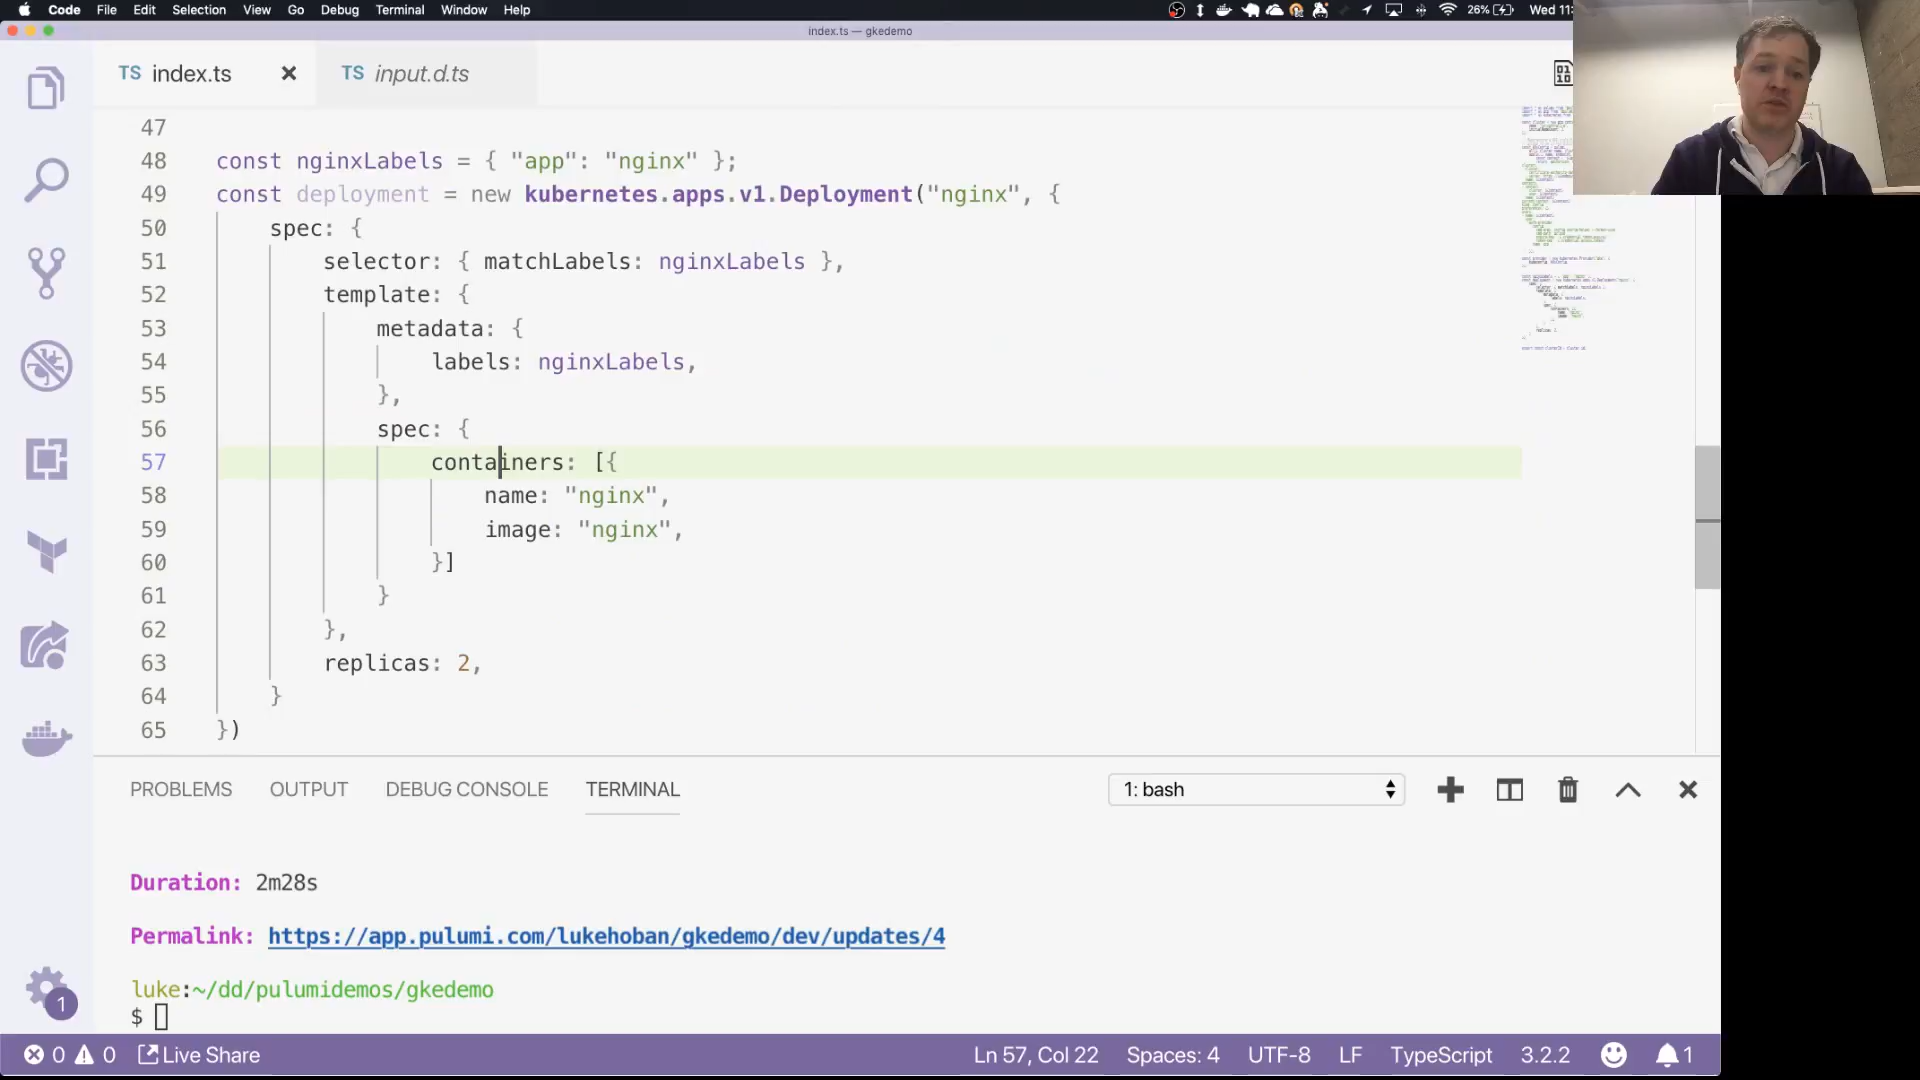 Code File Edit Selection View Go Debug Terminal Window Help 26% Wed 11:
index.ts — gkedemo
TS index.ts TS input.d.ts
47
48 const nginxLabels = { "app": "nginx" };
49 const deployment = new kubernetes.apps.v1.Deployment("nginx", {
50 spec: {
51 selector: { matchLabels: nginxLabels },
52 template: {
53 metadata: {
54 labels: nginxLabels,
55 },
56 spec: {
57 containers: [{
58 name: "nginx",
59 image: "nginx",
60 }]
61 }
62 },
63 replicas: 2,
64 }
65 })
PROBLEMS OUTPUT DEBUG CONSOLE TERMINAL 1: bash
Duration: 2m28s
Permalink: https://app.pulumi.com/lukehoban/gkedemo/dev/updates/4
luke:~/dd/pulumidemos/gkedemo
$
1
0 0 Live Share Ln 57, Col 22 Spaces: 4 UTF-8 LF TypeScript 3.2.2 1